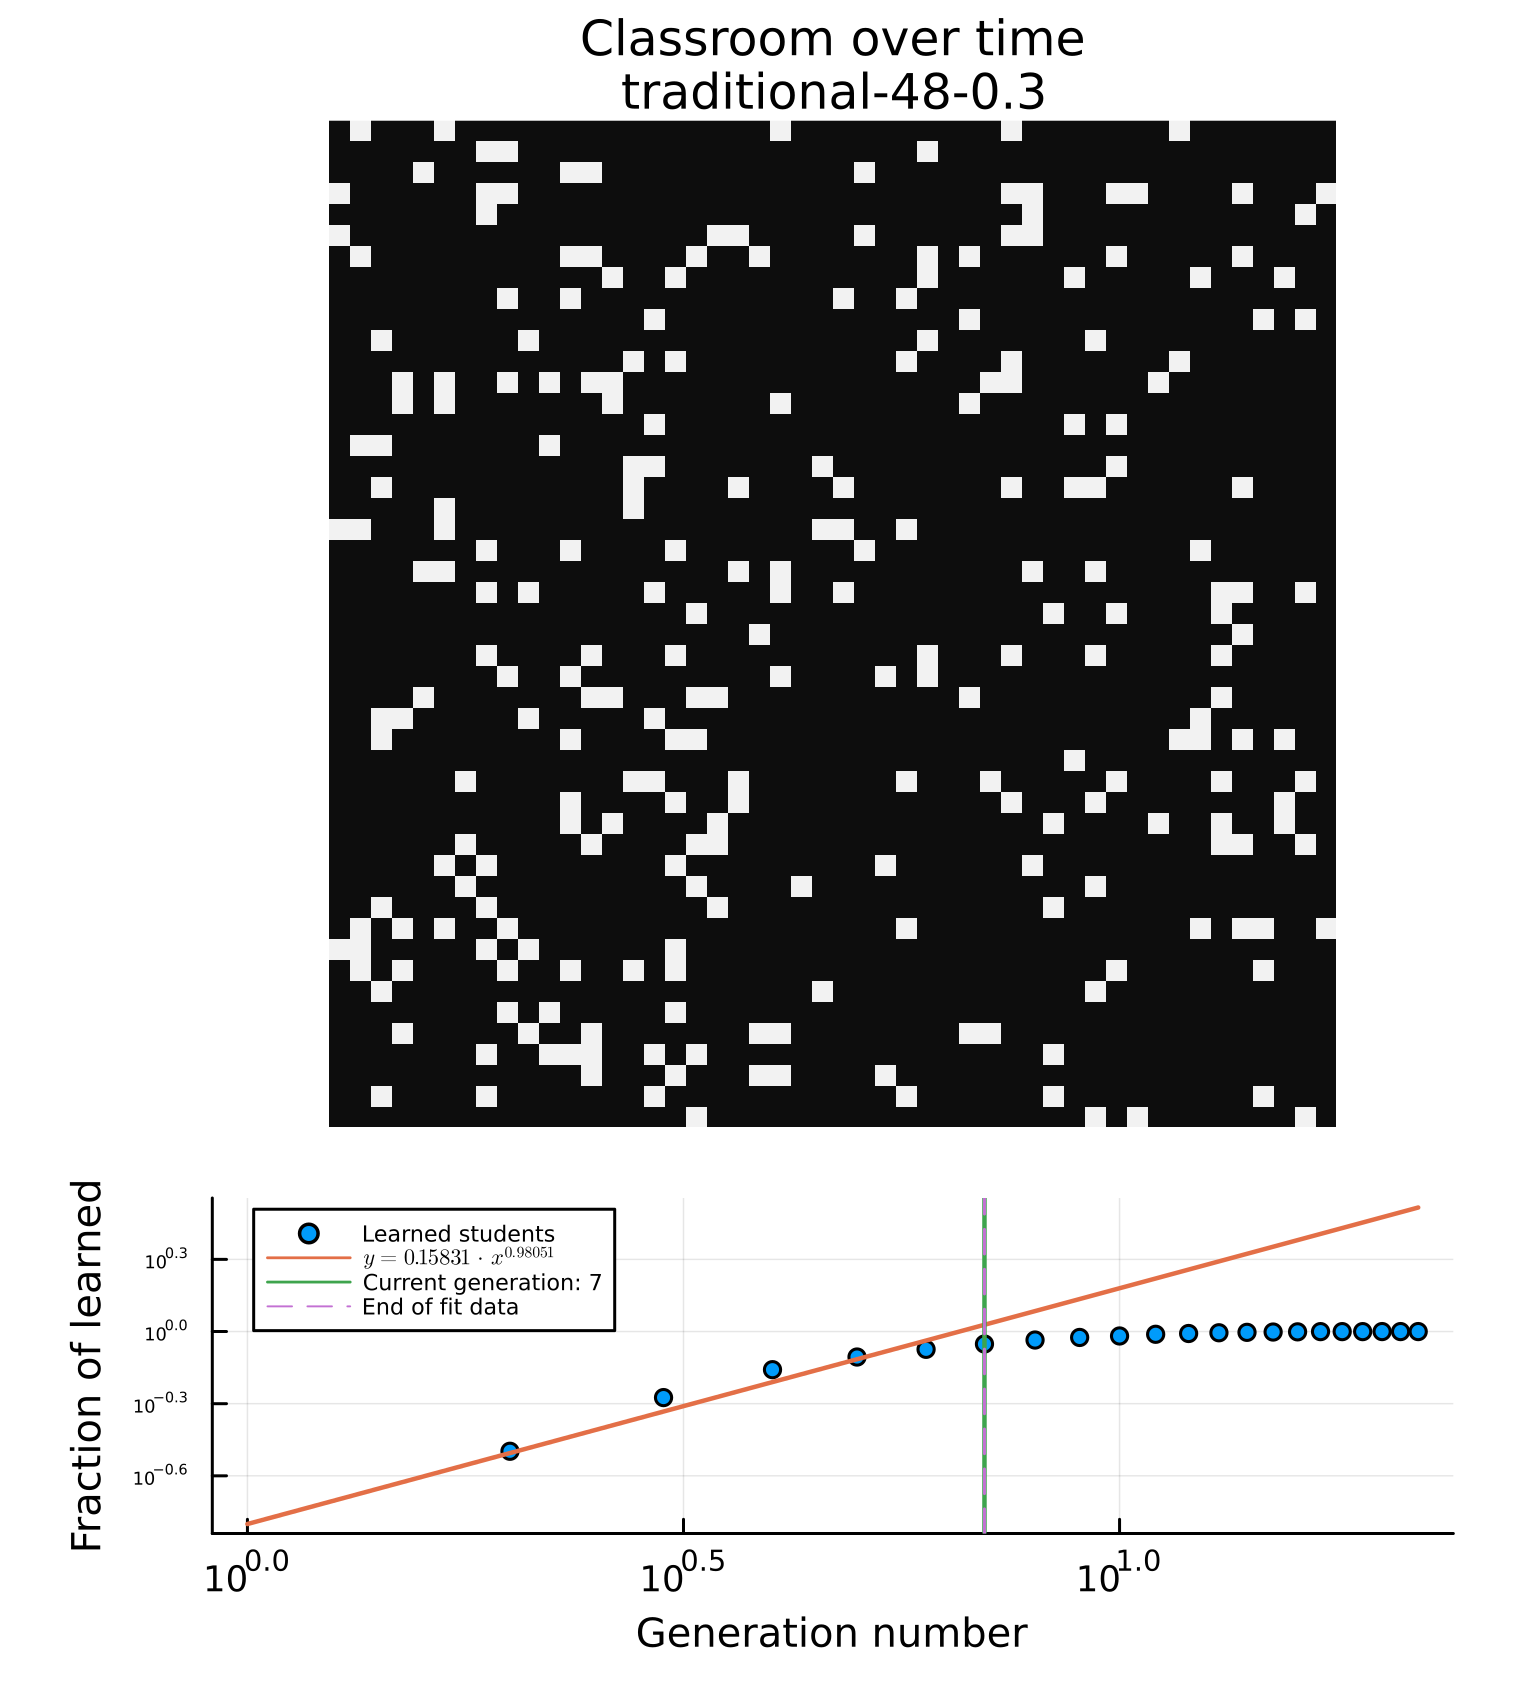 Classroom over time
traditional-48-0.3
Fraction of learned
10^0.3
10^0.0
10^−0.3
10^−0.6
Learned students
y = 0.15831 · x^0.98051
Current generation: 7
End of fit data
10^0.0 10^0.5 10^1.0
Generation number